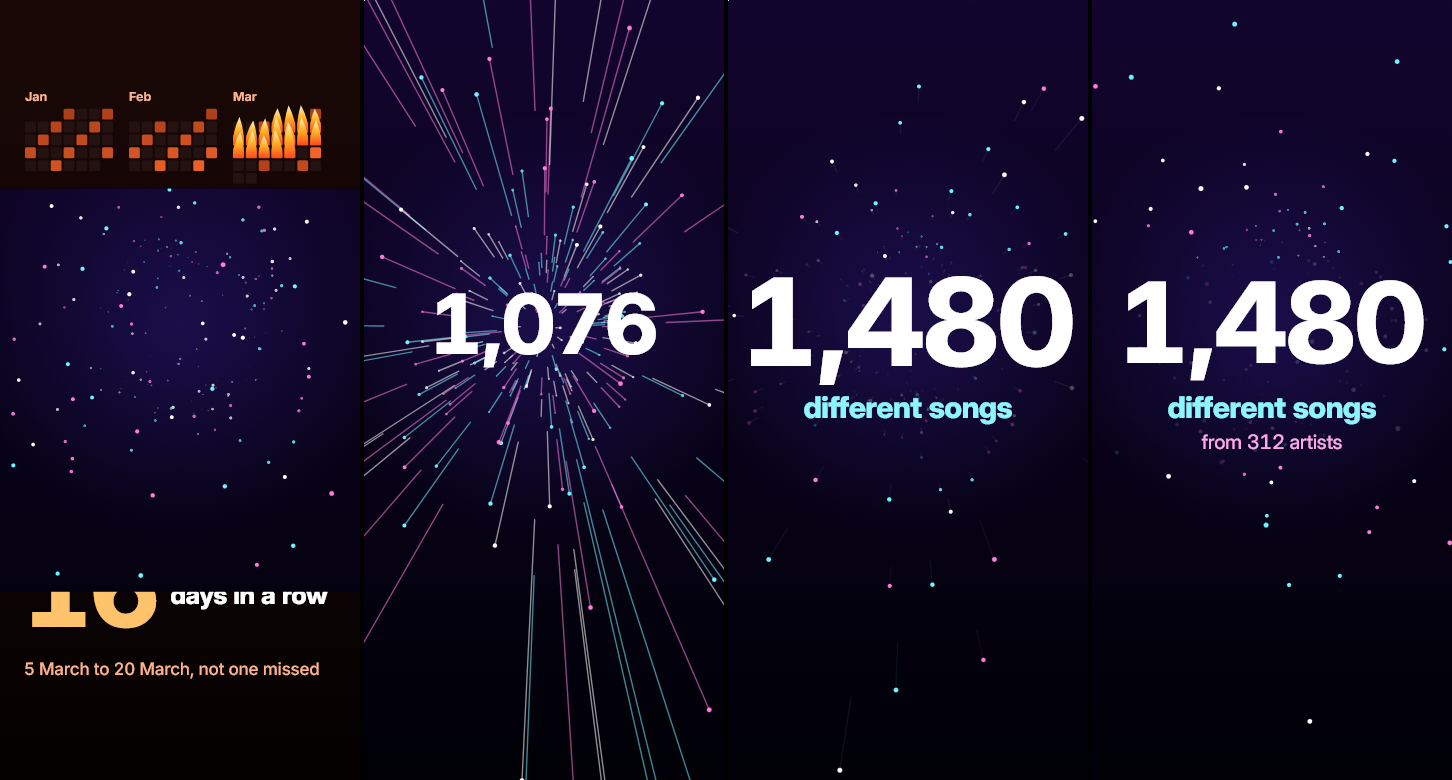 Jan Feb Mar
16 days in a row
5 March to 20 March, not one missed
1,076
1,480
different songs
1,480
different songs
from 312 artists